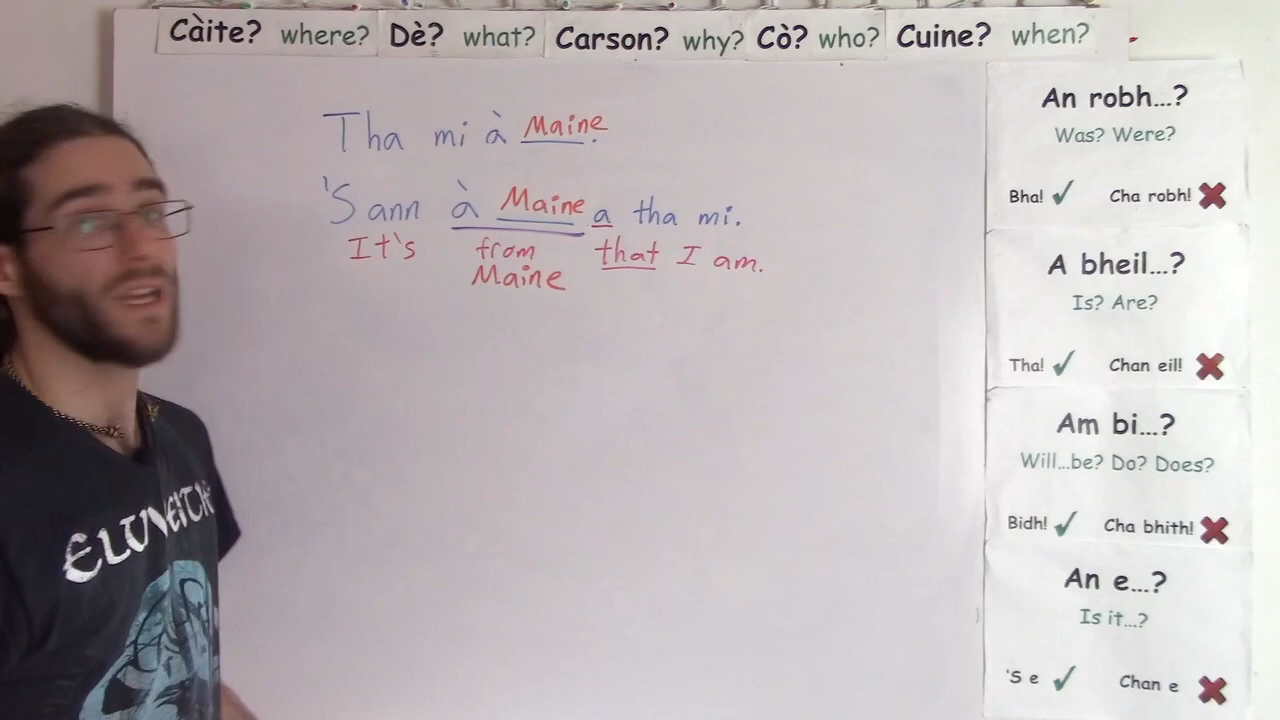 Càite? where? Dè? what? Carson? why? Cò? who? Cuine? when?
Tha mi à Maine.
'S ann à Maine a tha mi.
It's from that I am.
Maine
An robh...?
Was? Were?
Bha! ✓ Cha robh! ✗
A bheil...?
Is? Are?
Tha! ✓ Chan eil! ✗
Am bi...?
Will...be? Do? Does?
Bidh! ✓ Cha bhith! ✗
An e...?
Is it...?
'S e ✓ Chan e ✗